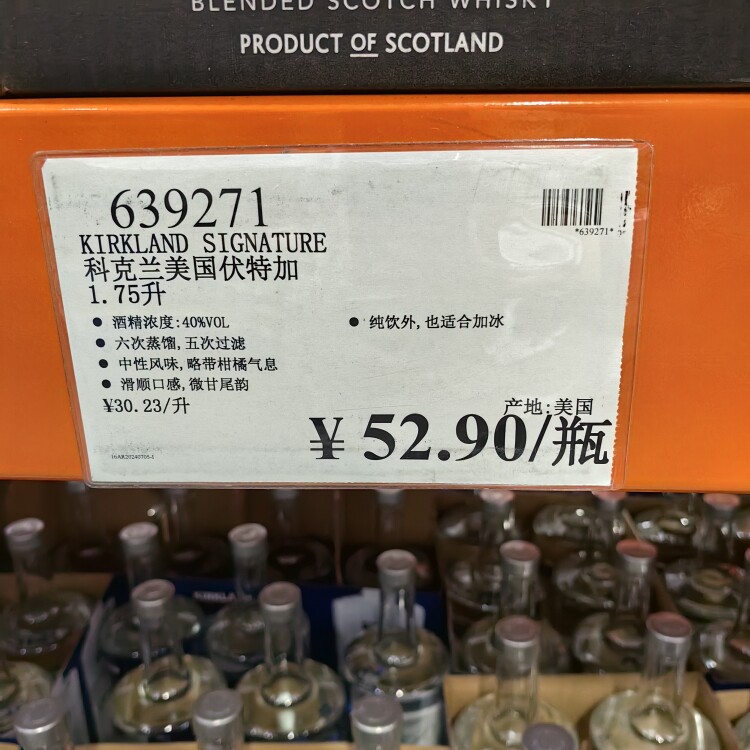 BLENDED SCOTCH WHISKY
PRODUCT OF SCOTLAND
639271
*639271*
KIRKLAND SIGNATURE
科克兰美国伏特加
1.75升
● 酒精浓度:40%VOL
● 纯饮外,也适合加冰
● 六次蒸馏,五次过滤
● 中性风味,略带柑橘气息
● 滑顺口感,微甘尾韵
¥30.23/升
产地:美国
¥ 52.90/瓶
16AR20240705-1
KIRKLAND